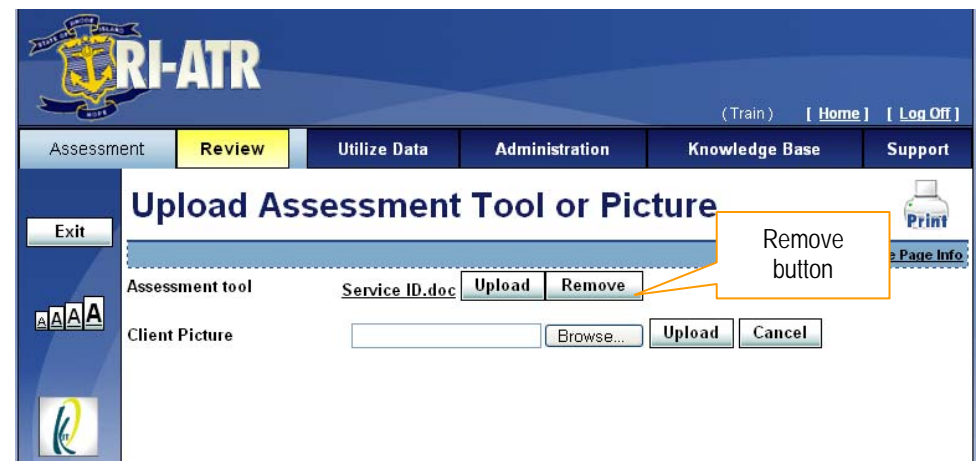 RI-ATR
HOPE
(Train) [ Home ] [ Log Off ]
Assessment Review Utilize Data Administration Knowledge Base Support
Exit
Upload Assessment Tool or Picture
Print
Remove
button
Page Info
Assessment tool Service ID.doc Upload Remove
A A A A
Client Picture Browse... Upload Cancel